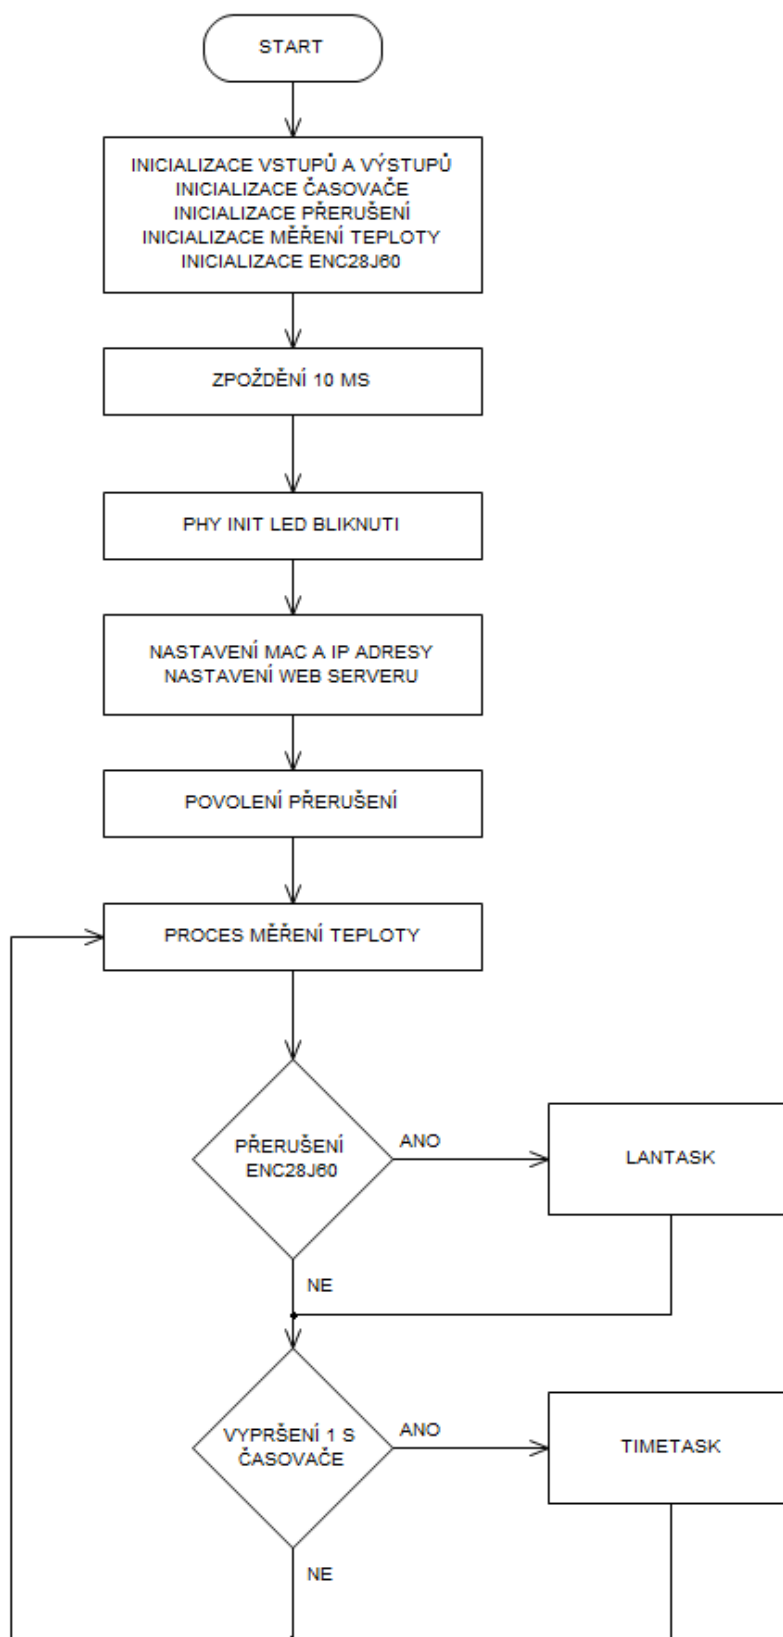 START
INICIALIZACE VSTUPŮ A VÝSTUPŮ
INICIALIZACE ČASOVAČE
INICIALIZACE PŘERUŠENÍ
INICIALIZACE MĚŘENÍ TEPLOTY
INICIALIZACE ENC28J60
ZPOŽDĚNÍ 10 MS
PHY INIT LED BLIKNUTI
NASTAVENÍ MAC A IP ADRESY
NASTAVENÍ WEB SERVERU
POVOLENÍ PŘERUŠENÍ
PROCES MĚŘENÍ TEPLOTY
PŘERUŠENÍ
ENC28J60
ANO
LANTASK
NE
VYPRŠENÍ 1 S
ČASOVAČE
ANO
TIMETASK
NE